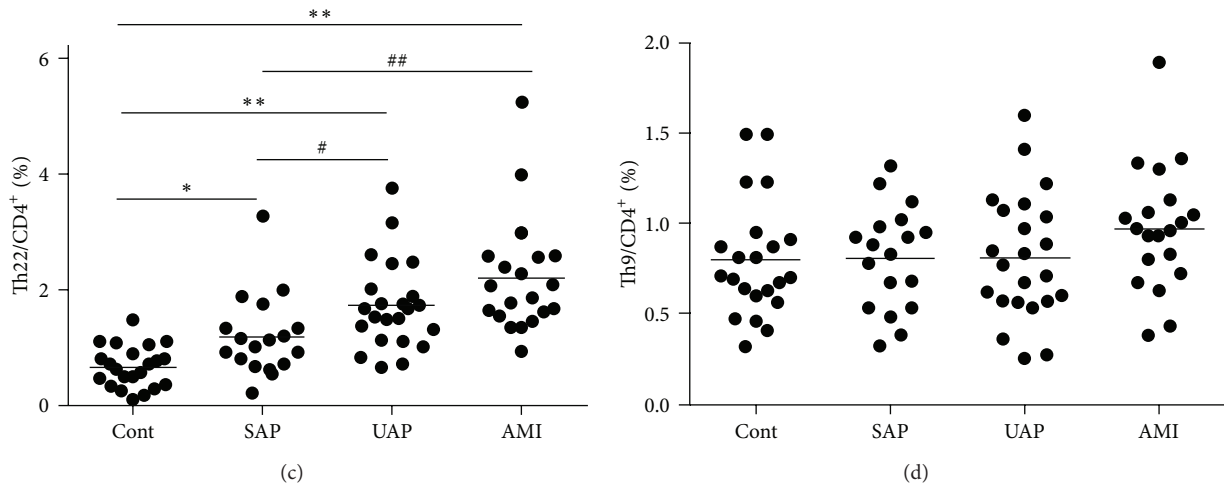 **
##
**
#
*
6
4
2
0
Th22/CD4+ (%)
Cont SAP UAP AMI
(c)
2.0
1.5
1.0
0.5
0.0
Th9/CD4+ (%)
Cont SAP UAP AMI
(d)